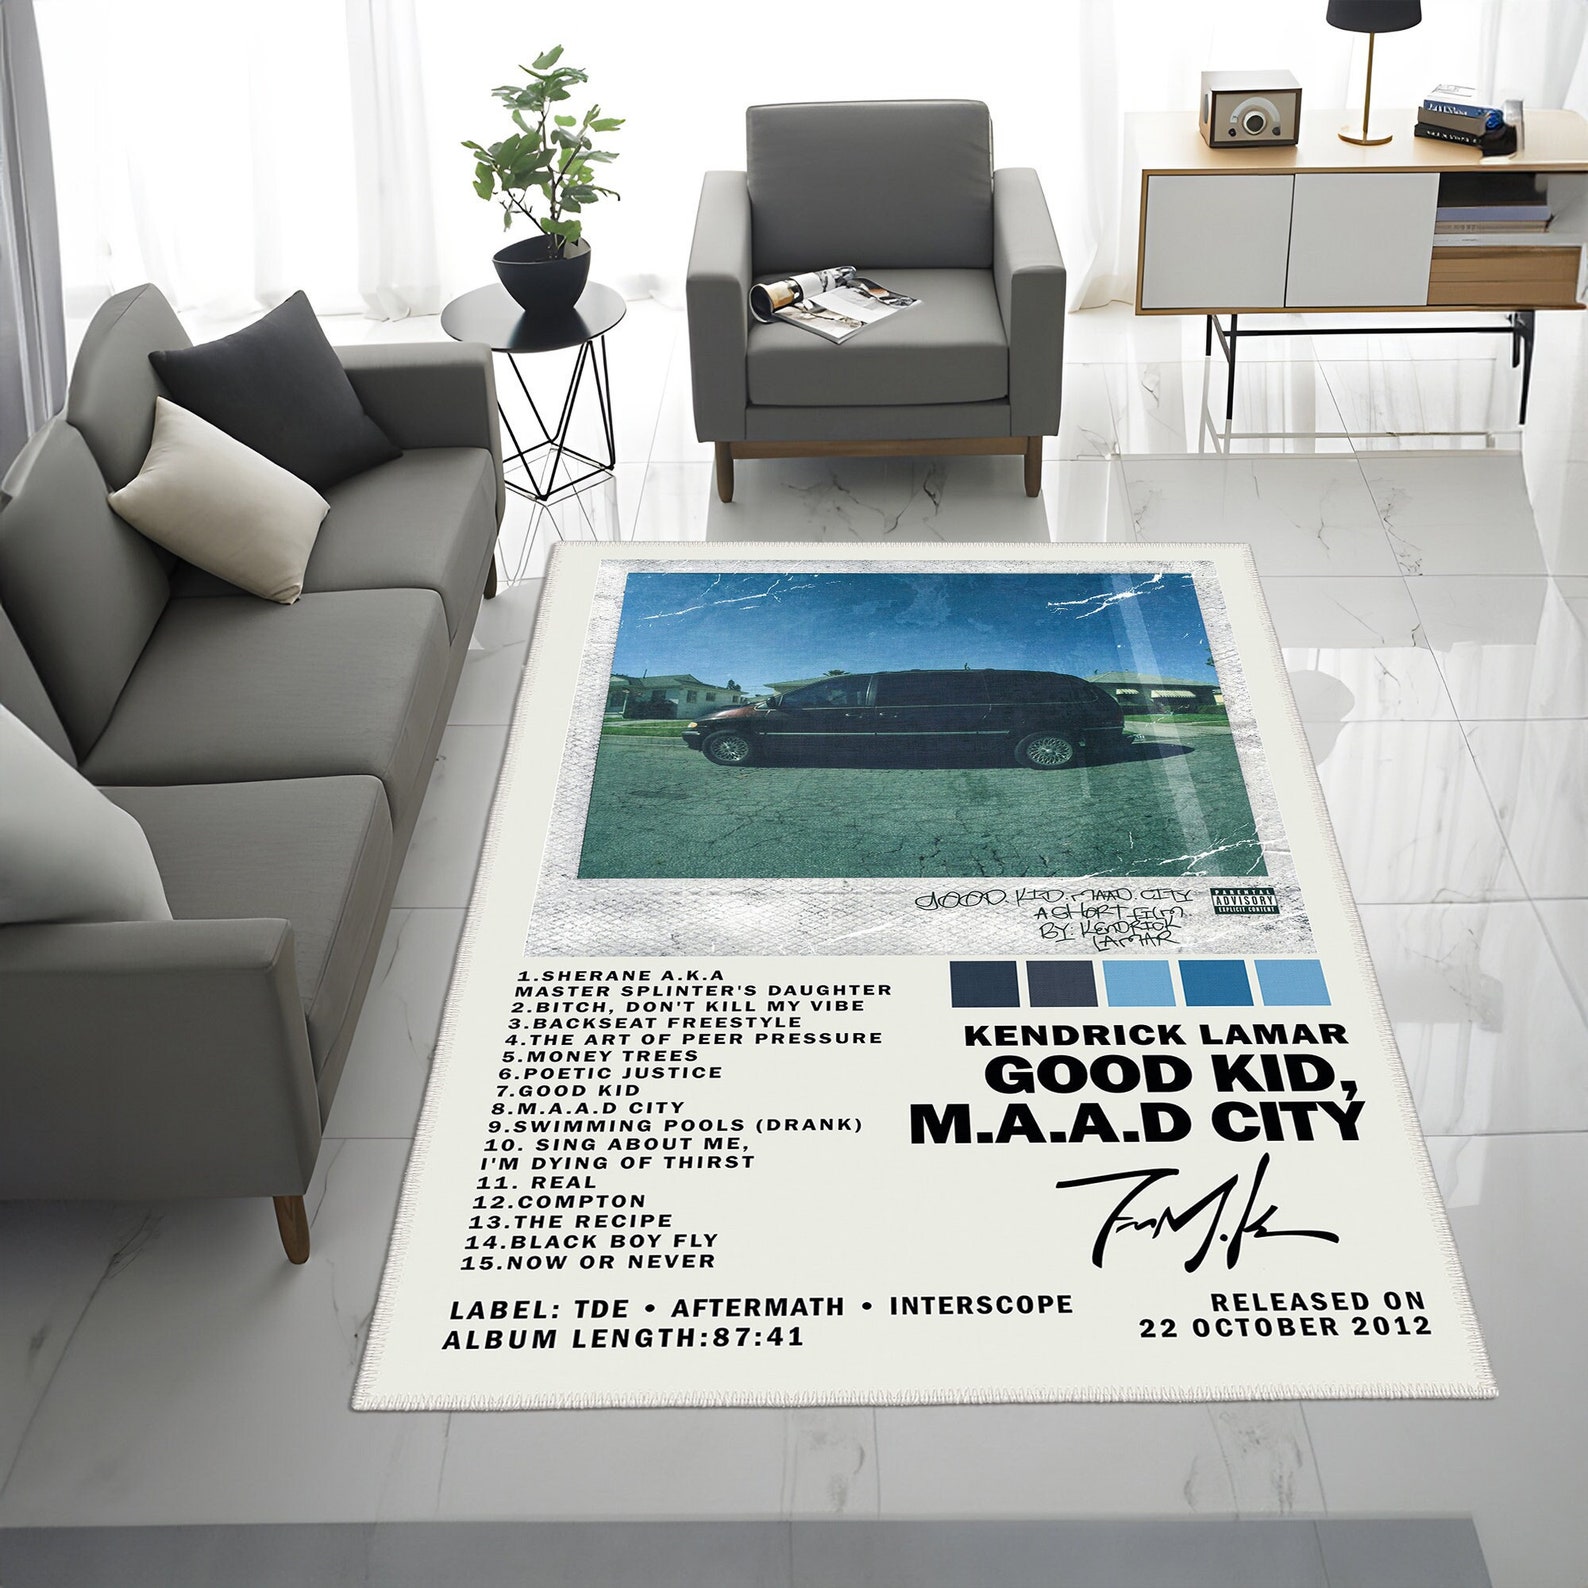 GOOD KID, MAAD CITY
A SHORT FILM
BY: KENDRICK
LAMAR
PARENTAL
ADVISORY
EXPLICIT CONTENT
1.SHERANE A.K.A
MASTER SPLINTER'S DAUGHTER
2.BITCH, DON'T KILL MY VIBE
3.BACKSEAT FREESTYLE
4.THE ART OF PEER PRESSURE
5.MONEY TREES
6.POETIC JUSTICE
7.GOOD KID
8.M.A.A.D CITY
9.SWIMMING POOLS (DRANK)
10. SING ABOUT ME,
I'M DYING OF THIRST
11. REAL
12.COMPTON
13.THE RECIPE
14.BLACK BOY FLY
15.NOW OR NEVER
KENDRICK LAMAR
GOOD KID,
M.A.A.D CITY
LABEL: TDE • AFTERMATH • INTERSCOPE
ALBUM LENGTH:87:41
RELEASED ON
22 OCTOBER 2012